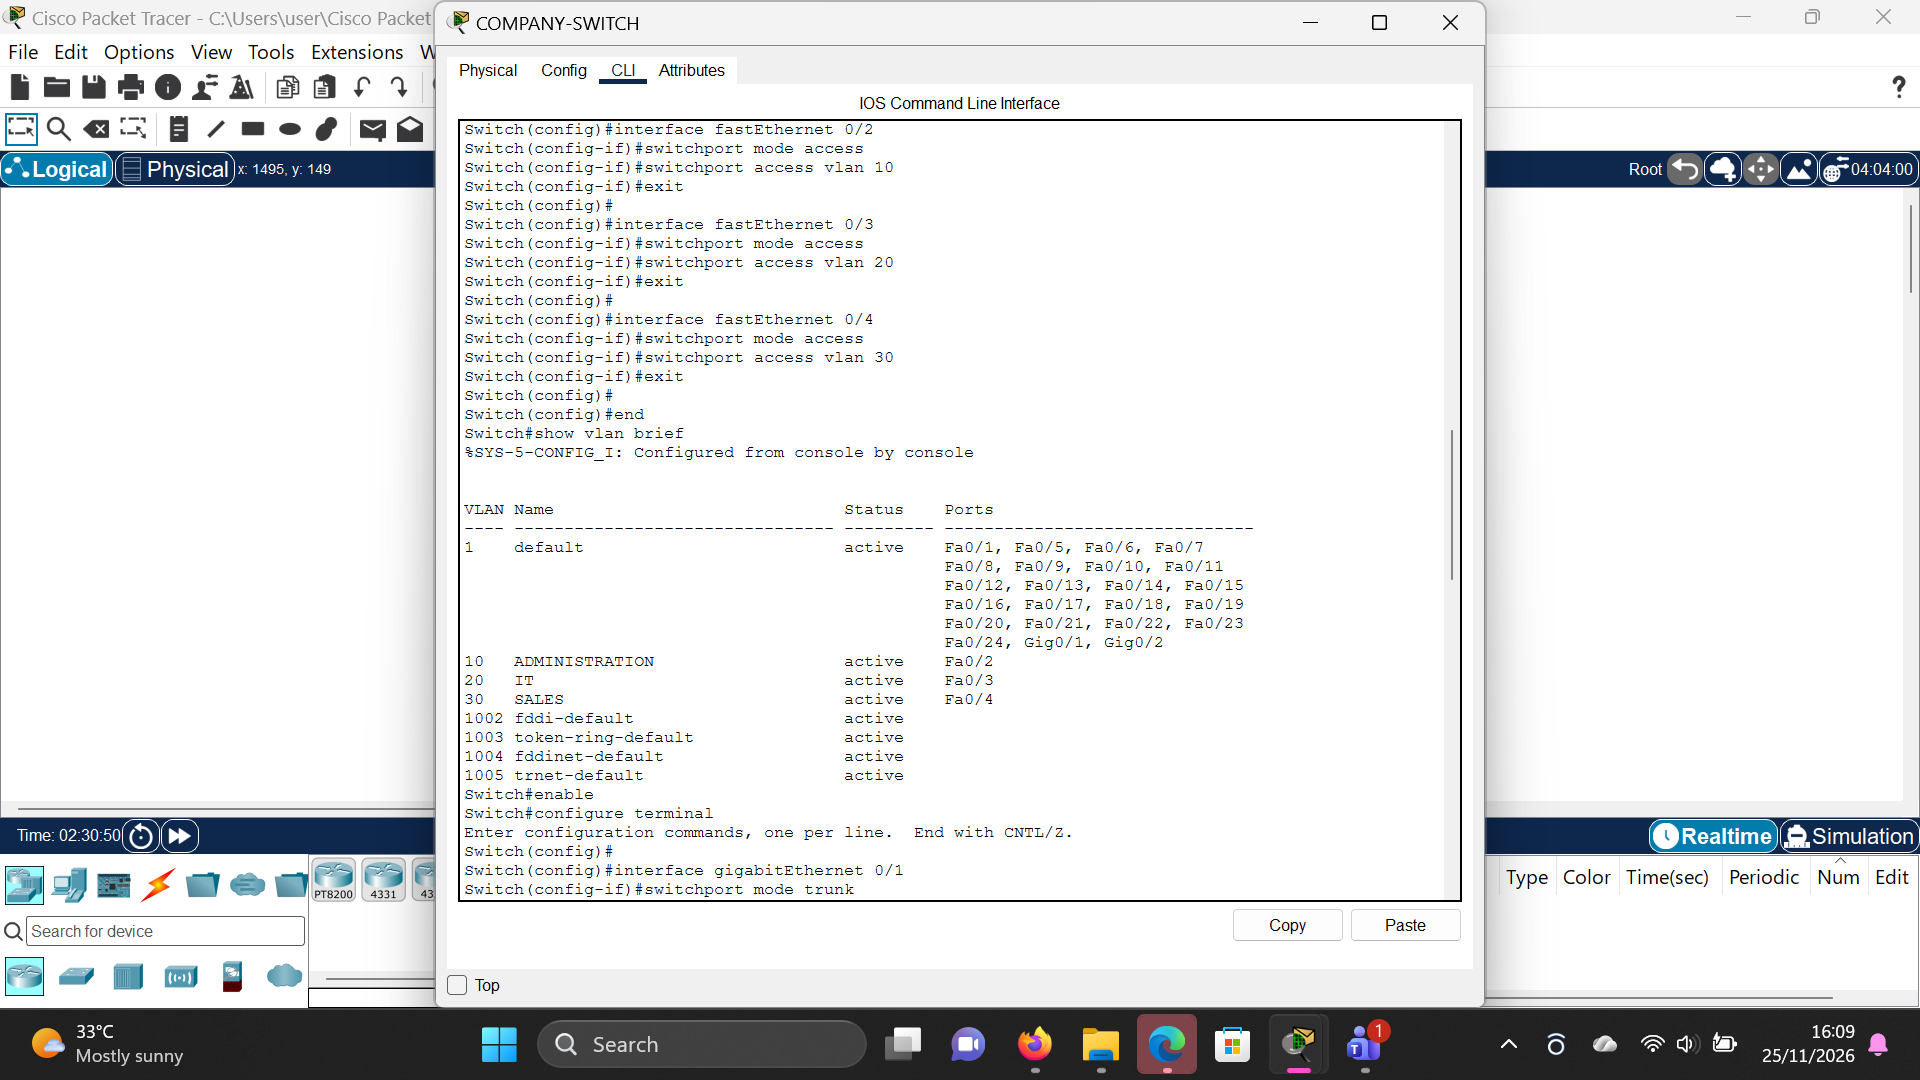 Cisco Packet Tracer - C:\Users\user\Cisco Packet
COMPANY-SWITCH
File Edit Options View Tools Extensions W
Physical Config CLI Attributes
IOS Command Line Interface
Logical Physical x: 1495, y: 149
Root 04:04:00
Switch(config)#interface fastEthernet 0/2
Switch(config-if)#switchport mode access
Switch(config-if)#switchport access vlan 10
Switch(config-if)#exit
Switch(config)#
Switch(config)#interface fastEthernet 0/3
Switch(config-if)#switchport mode access
Switch(config-if)#switchport access vlan 20
Switch(config-if)#exit
Switch(config)#
Switch(config)#interface fastEthernet 0/4
Switch(config-if)#switchport mode access
Switch(config-if)#switchport access vlan 30
Switch(config-if)#exit
Switch(config)#
Switch(config)#end
Switch#show vlan brief
%SYS-5-CONFIG_I: Configured from console by console
VLAN Name Status Ports
---- -------------------------------- --------- -------------------------------
1 default active Fa0/1, Fa0/5, Fa0/6, Fa0/7
Fa0/8, Fa0/9, Fa0/10, Fa0/11
Fa0/12, Fa0/13, Fa0/14, Fa0/15
Fa0/16, Fa0/17, Fa0/18, Fa0/19
Fa0/20, Fa0/21, Fa0/22, Fa0/23
Fa0/24, Gig0/1, Gig0/2
10 ADMINISTRATION active Fa0/2
20 IT active Fa0/3
30 SALES active Fa0/4
1002 fddi-default active
1003 token-ring-default active
1004 fddinet-default active
1005 trnet-default active
Switch#enable
Switch#configure terminal
Enter configuration commands, one per line. End with CNTL/Z.
Switch(config)#
Switch(config)#interface gigabitEthernet 0/1
Switch(config-if)#switchport mode trunk
Copy Paste
Top
Time: 02:30:50
Realtime Simulation
PT8200 4331 43
Type Color Time(sec) Periodic Num Edit
Search for device
33°C
Mostly sunny
Search
1
16:09
25/11/2026